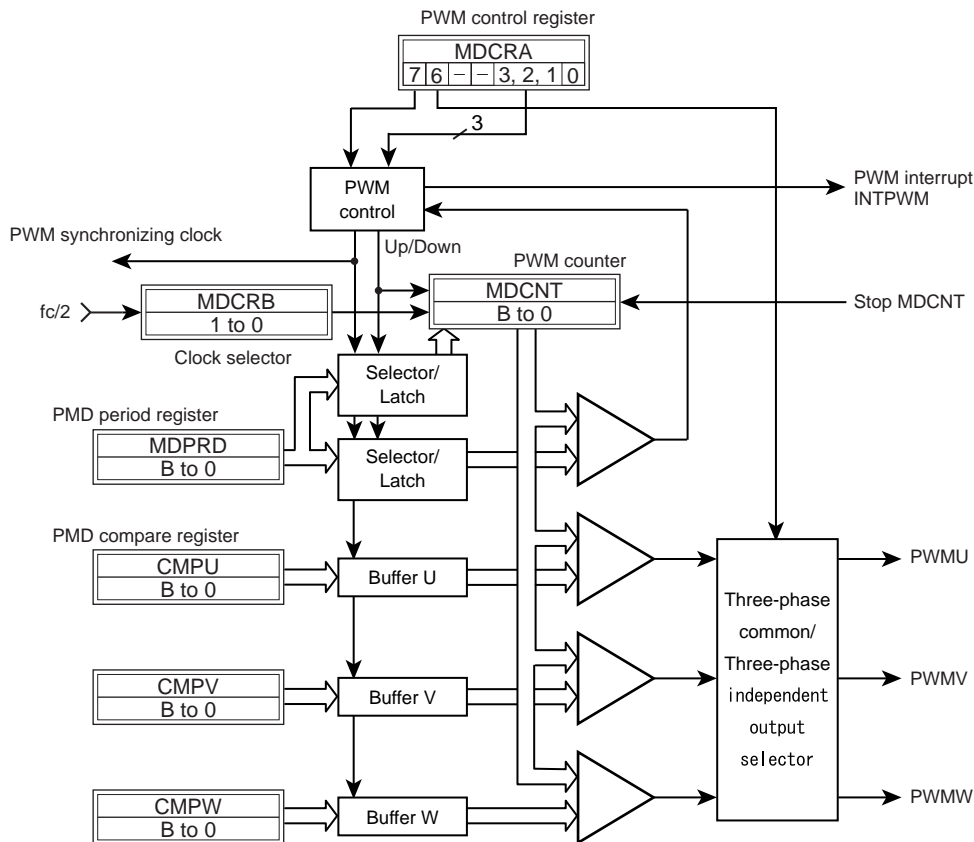 PWM control register
MDCRA
7 6 – – 3, 2, 1 0
3
PWM
control
PWM interrupt
INTPWM
PWM synchronizing clock
Up/Down
PWM counter
MDCNT
B to 0
Stop MDCNT
fc/2
MDCRB
1 to 0
Clock selector
Selector/
Latch
PMD period register
MDPRD
B to 0
Selector/
Latch
PMD compare register
CMPU
B to 0
Buffer U
PWMU
Three-phase
common/
Three-phase
independent
output
selector
CMPV
B to 0
Buffer V
PWMV
CMPW
B to 0
Buffer W
PWMW